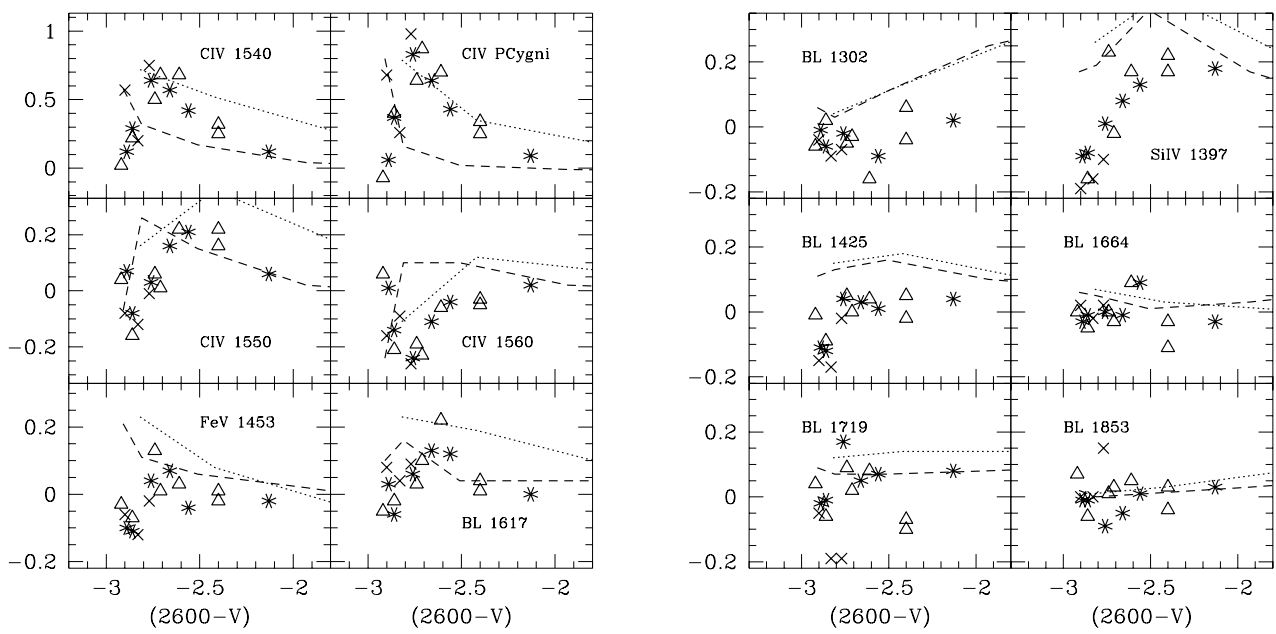 1
CIV 1540
CIV PCygni
0.5
0
0.2
0
CIV 1550
CIV 1560
−0.2
FeV 1453
0.2
0
BL 1617
−0.2
−3 −2.5 −2 −3 −2.5 −2
(2600−V) (2600−V)
BL 1302
0.2
0
SiIV 1397
−0.2
BL 1425
BL 1664
0.2
0
−0.2
BL 1719
BL 1853
0.2
0
−0.2
−3 −2.5 −2 −3 −2.5 −2
(2600−V) (2600−V)